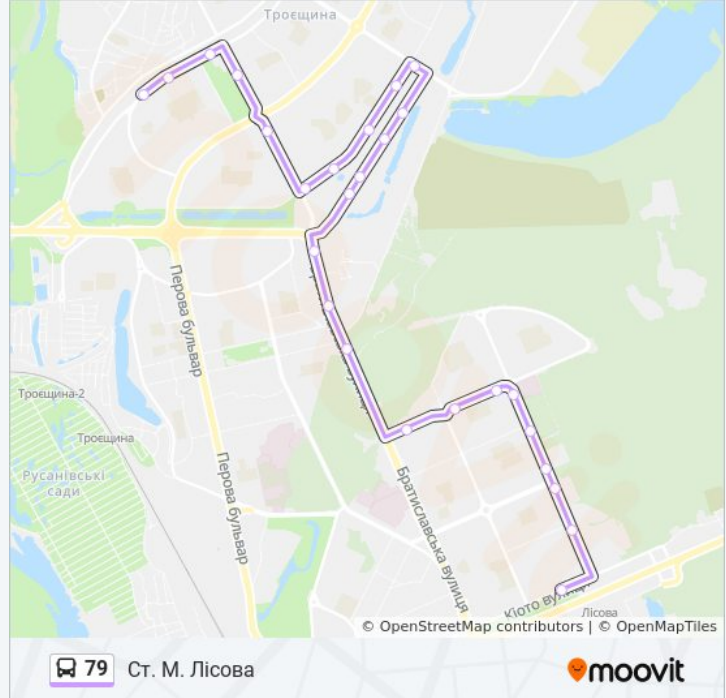 Троєщина
Перова бульвар
Троєщина-2
Троєщина
Русанівські
сади
Перова бульвар
Братиславська вулиця
Кіото вулиця
Лісова
© OpenStreetMap contributors | © OpenMapTiles
79 Ст. М. Лісова
moovit